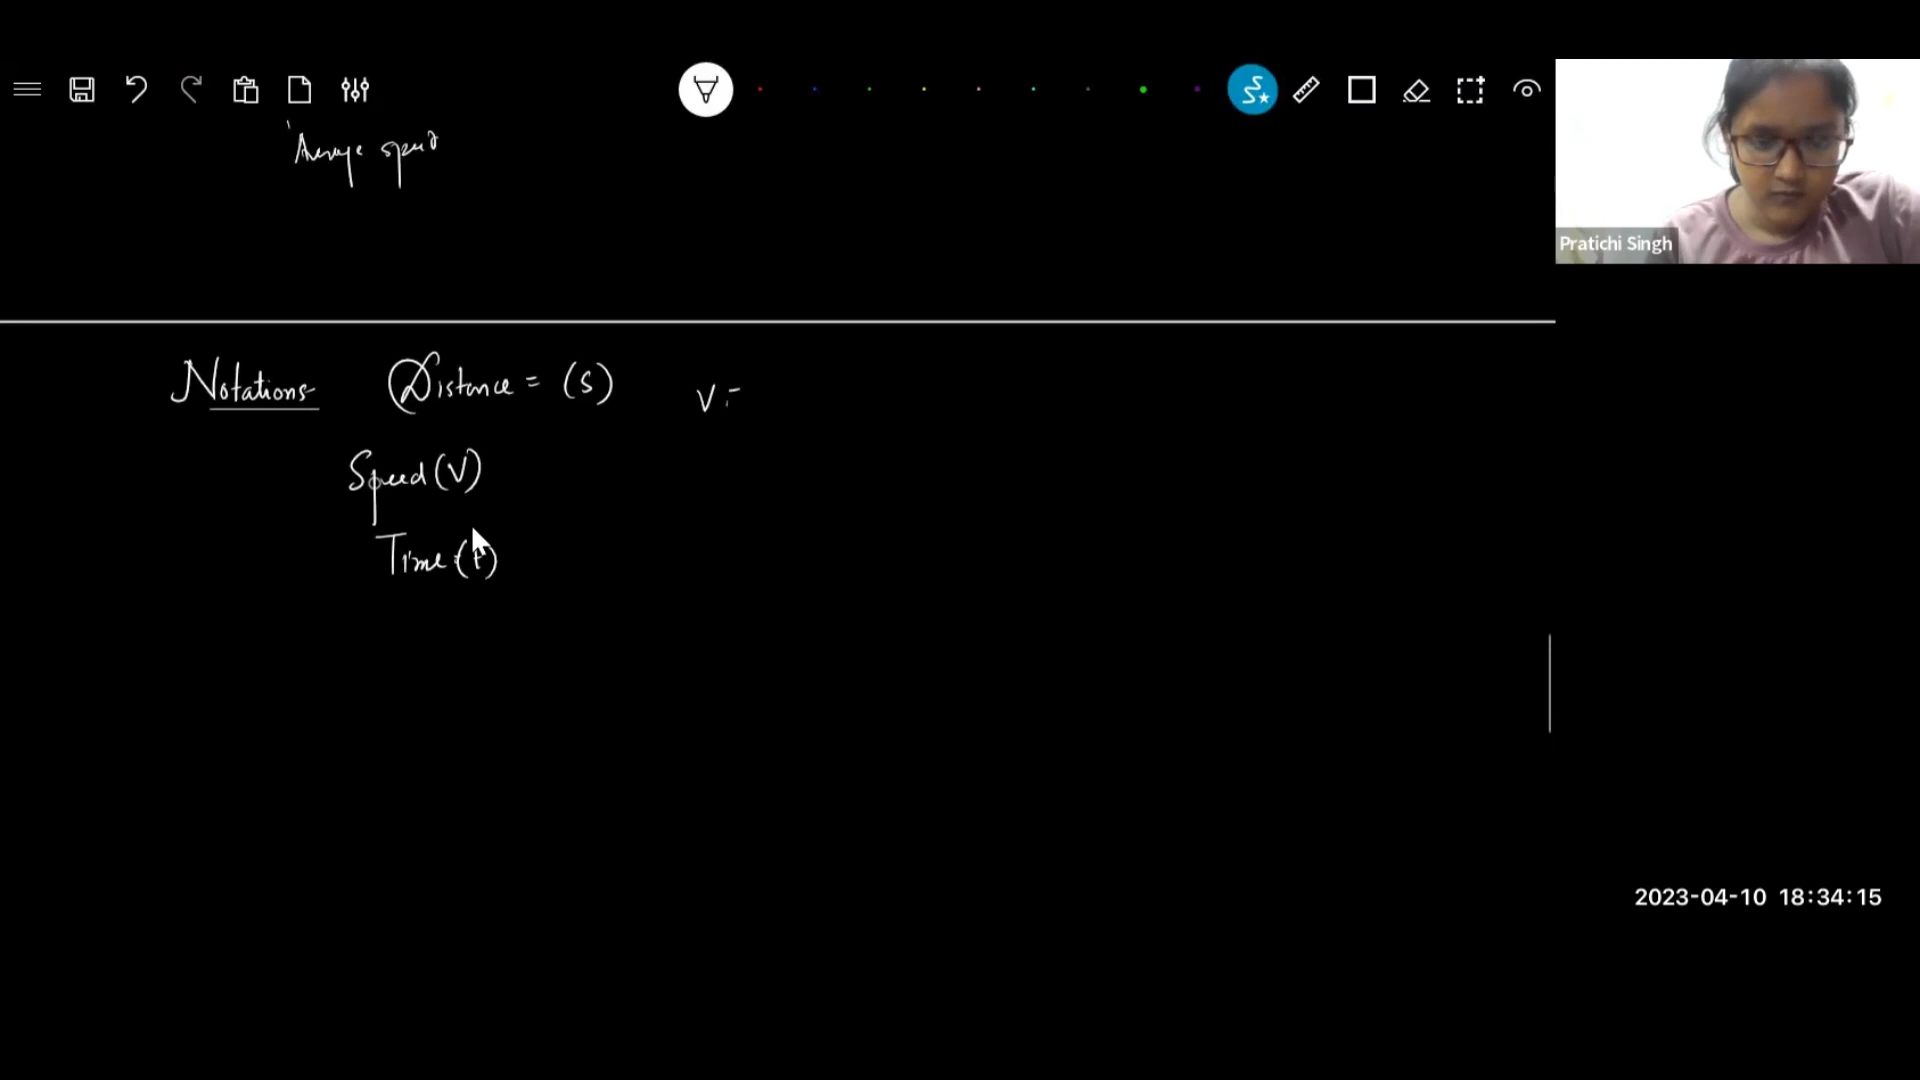 Average speed
Pratichi Singh
Notations Distance = (s) V =
Speed (V)
Time (t)
2023-04-10 18:34:15